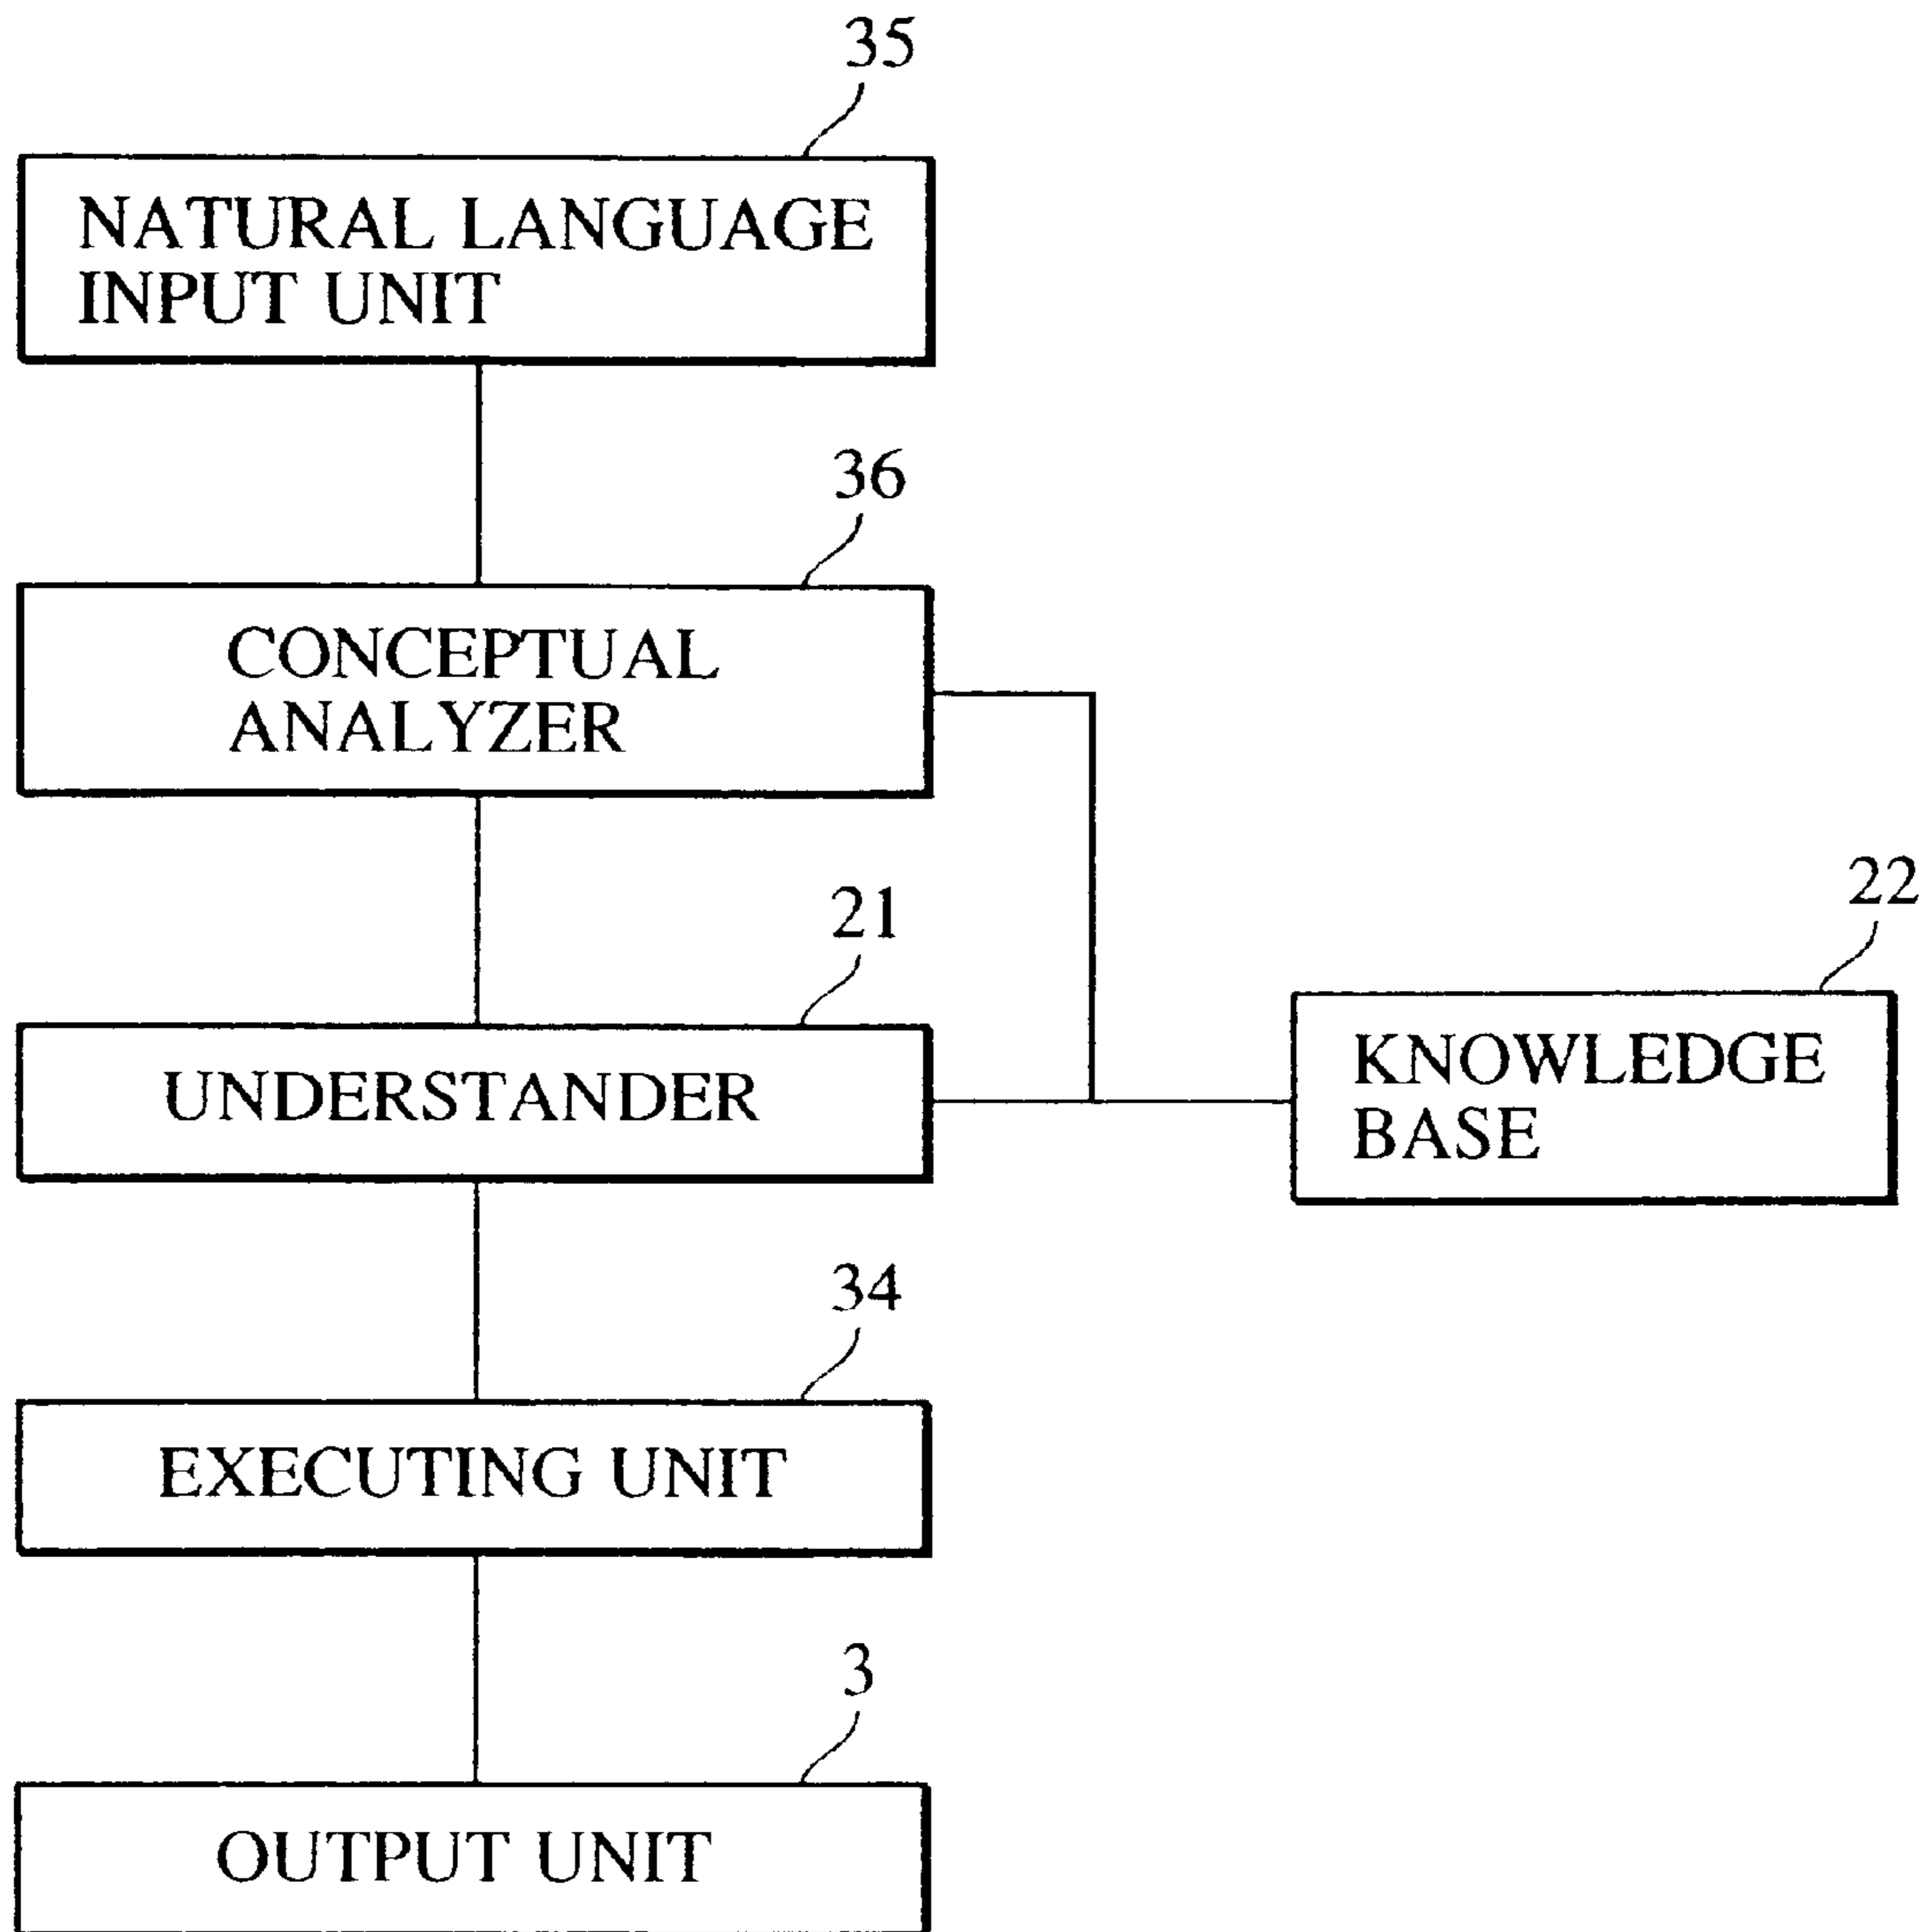 35
NATURAL LANGUAGE
INPUT UNIT
36
CONCEPTUAL
ANALYZER
21
UNDERSTANDER
22
KNOWLEDGE
BASE
34
EXECUTING UNIT
3
OUTPUT UNIT